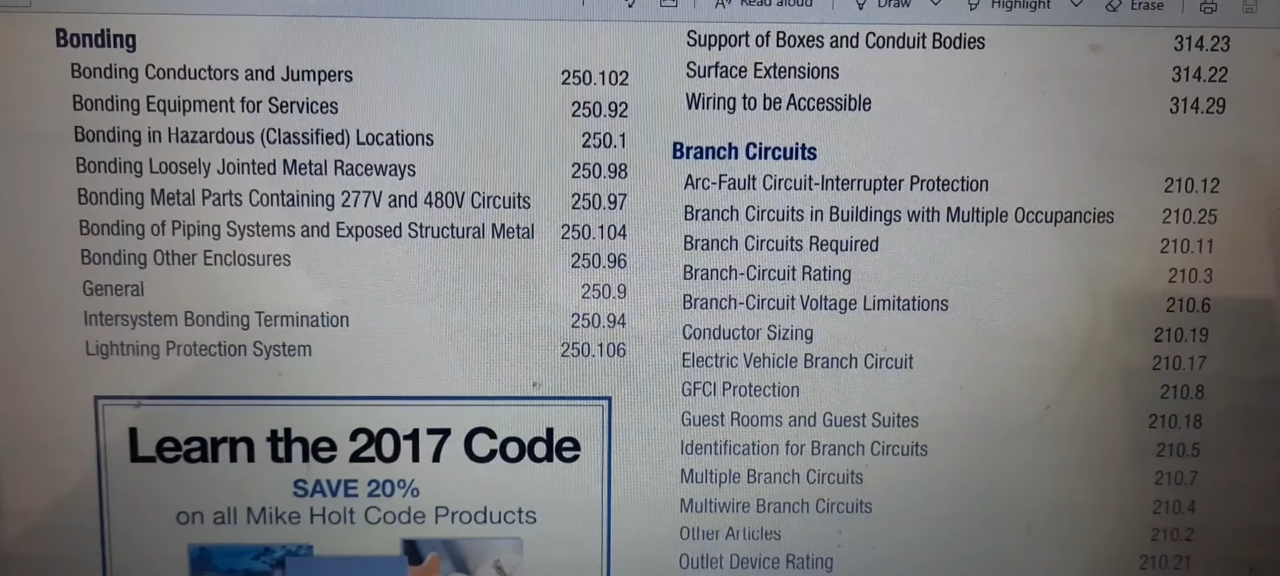 Read aloud
Draw
Highlight
Erase
Bonding
Bonding Conductors and Jumpers 250.102
Bonding Equipment for Services 250.92
Bonding in Hazardous (Classified) Locations 250.1
Bonding Loosely Jointed Metal Raceways 250.98
Bonding Metal Parts Containing 277V and 480V Circuits 250.97
Bonding of Piping Systems and Exposed Structural Metal 250.104
Bonding Other Enclosures 250.96
General 250.9
Intersystem Bonding Termination 250.94
Lightning Protection System 250.106
Learn the 2017 Code
SAVE 20%
on all Mike Holt Code Products
Support of Boxes and Conduit Bodies 314.23
Surface Extensions 314.22
Wiring to be Accessible 314.29
Branch Circuits
Arc-Fault Circuit-Interrupter Protection 210.12
Branch Circuits in Buildings with Multiple Occupancies 210.25
Branch Circuits Required 210.11
Branch-Circuit Rating 210.3
Branch-Circuit Voltage Limitations 210.6
Conductor Sizing 210.19
Electric Vehicle Branch Circuit 210.17
GFCI Protection 210.8
Guest Rooms and Guest Suites 210.18
Identification for Branch Circuits 210.5
Multiple Branch Circuits 210.7
Multiwire Branch Circuits 210.4
Other Articles 210.2
Outlet Device Rating 210.21